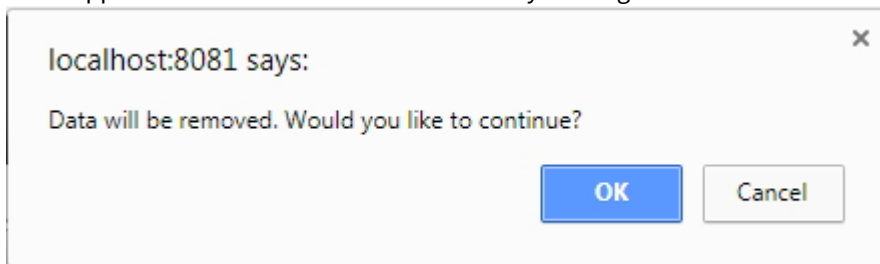 localhost:8081 says:
Data will be removed. Would you like to continue?
OK
Cancel